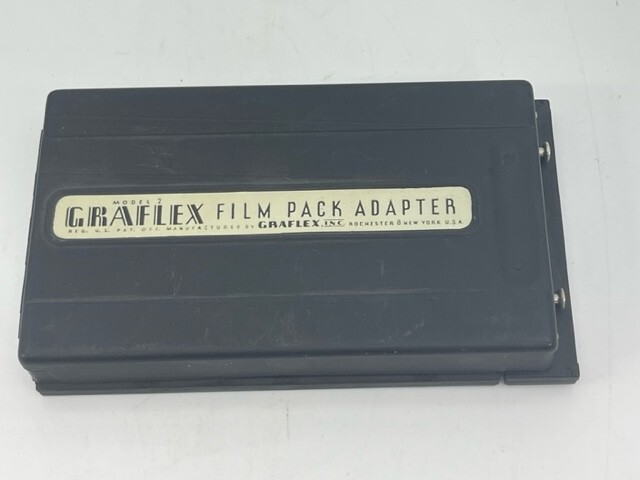 MODEL 2
GRAFLEX FILM PACK ADAPTER
REG. U.S. PAT. OFF. MANUFACTURED BY GRAFLEX, INC. ROCHESTER 8 NEW YORK U.S.A.